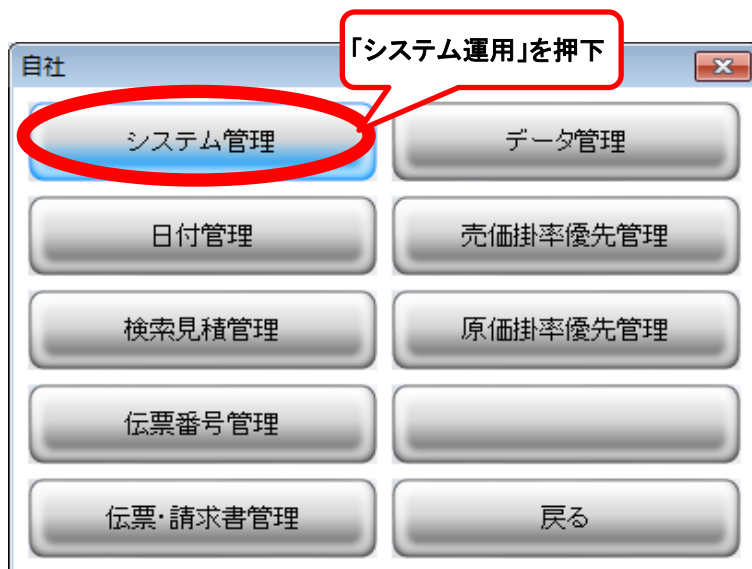 「システム運用」を押下
自社
システム管理
データ管理
日付管理
売価掛率優先管理
検索見積管理
原価掛率優先管理
伝票番号管理
伝票・請求書管理
戻る